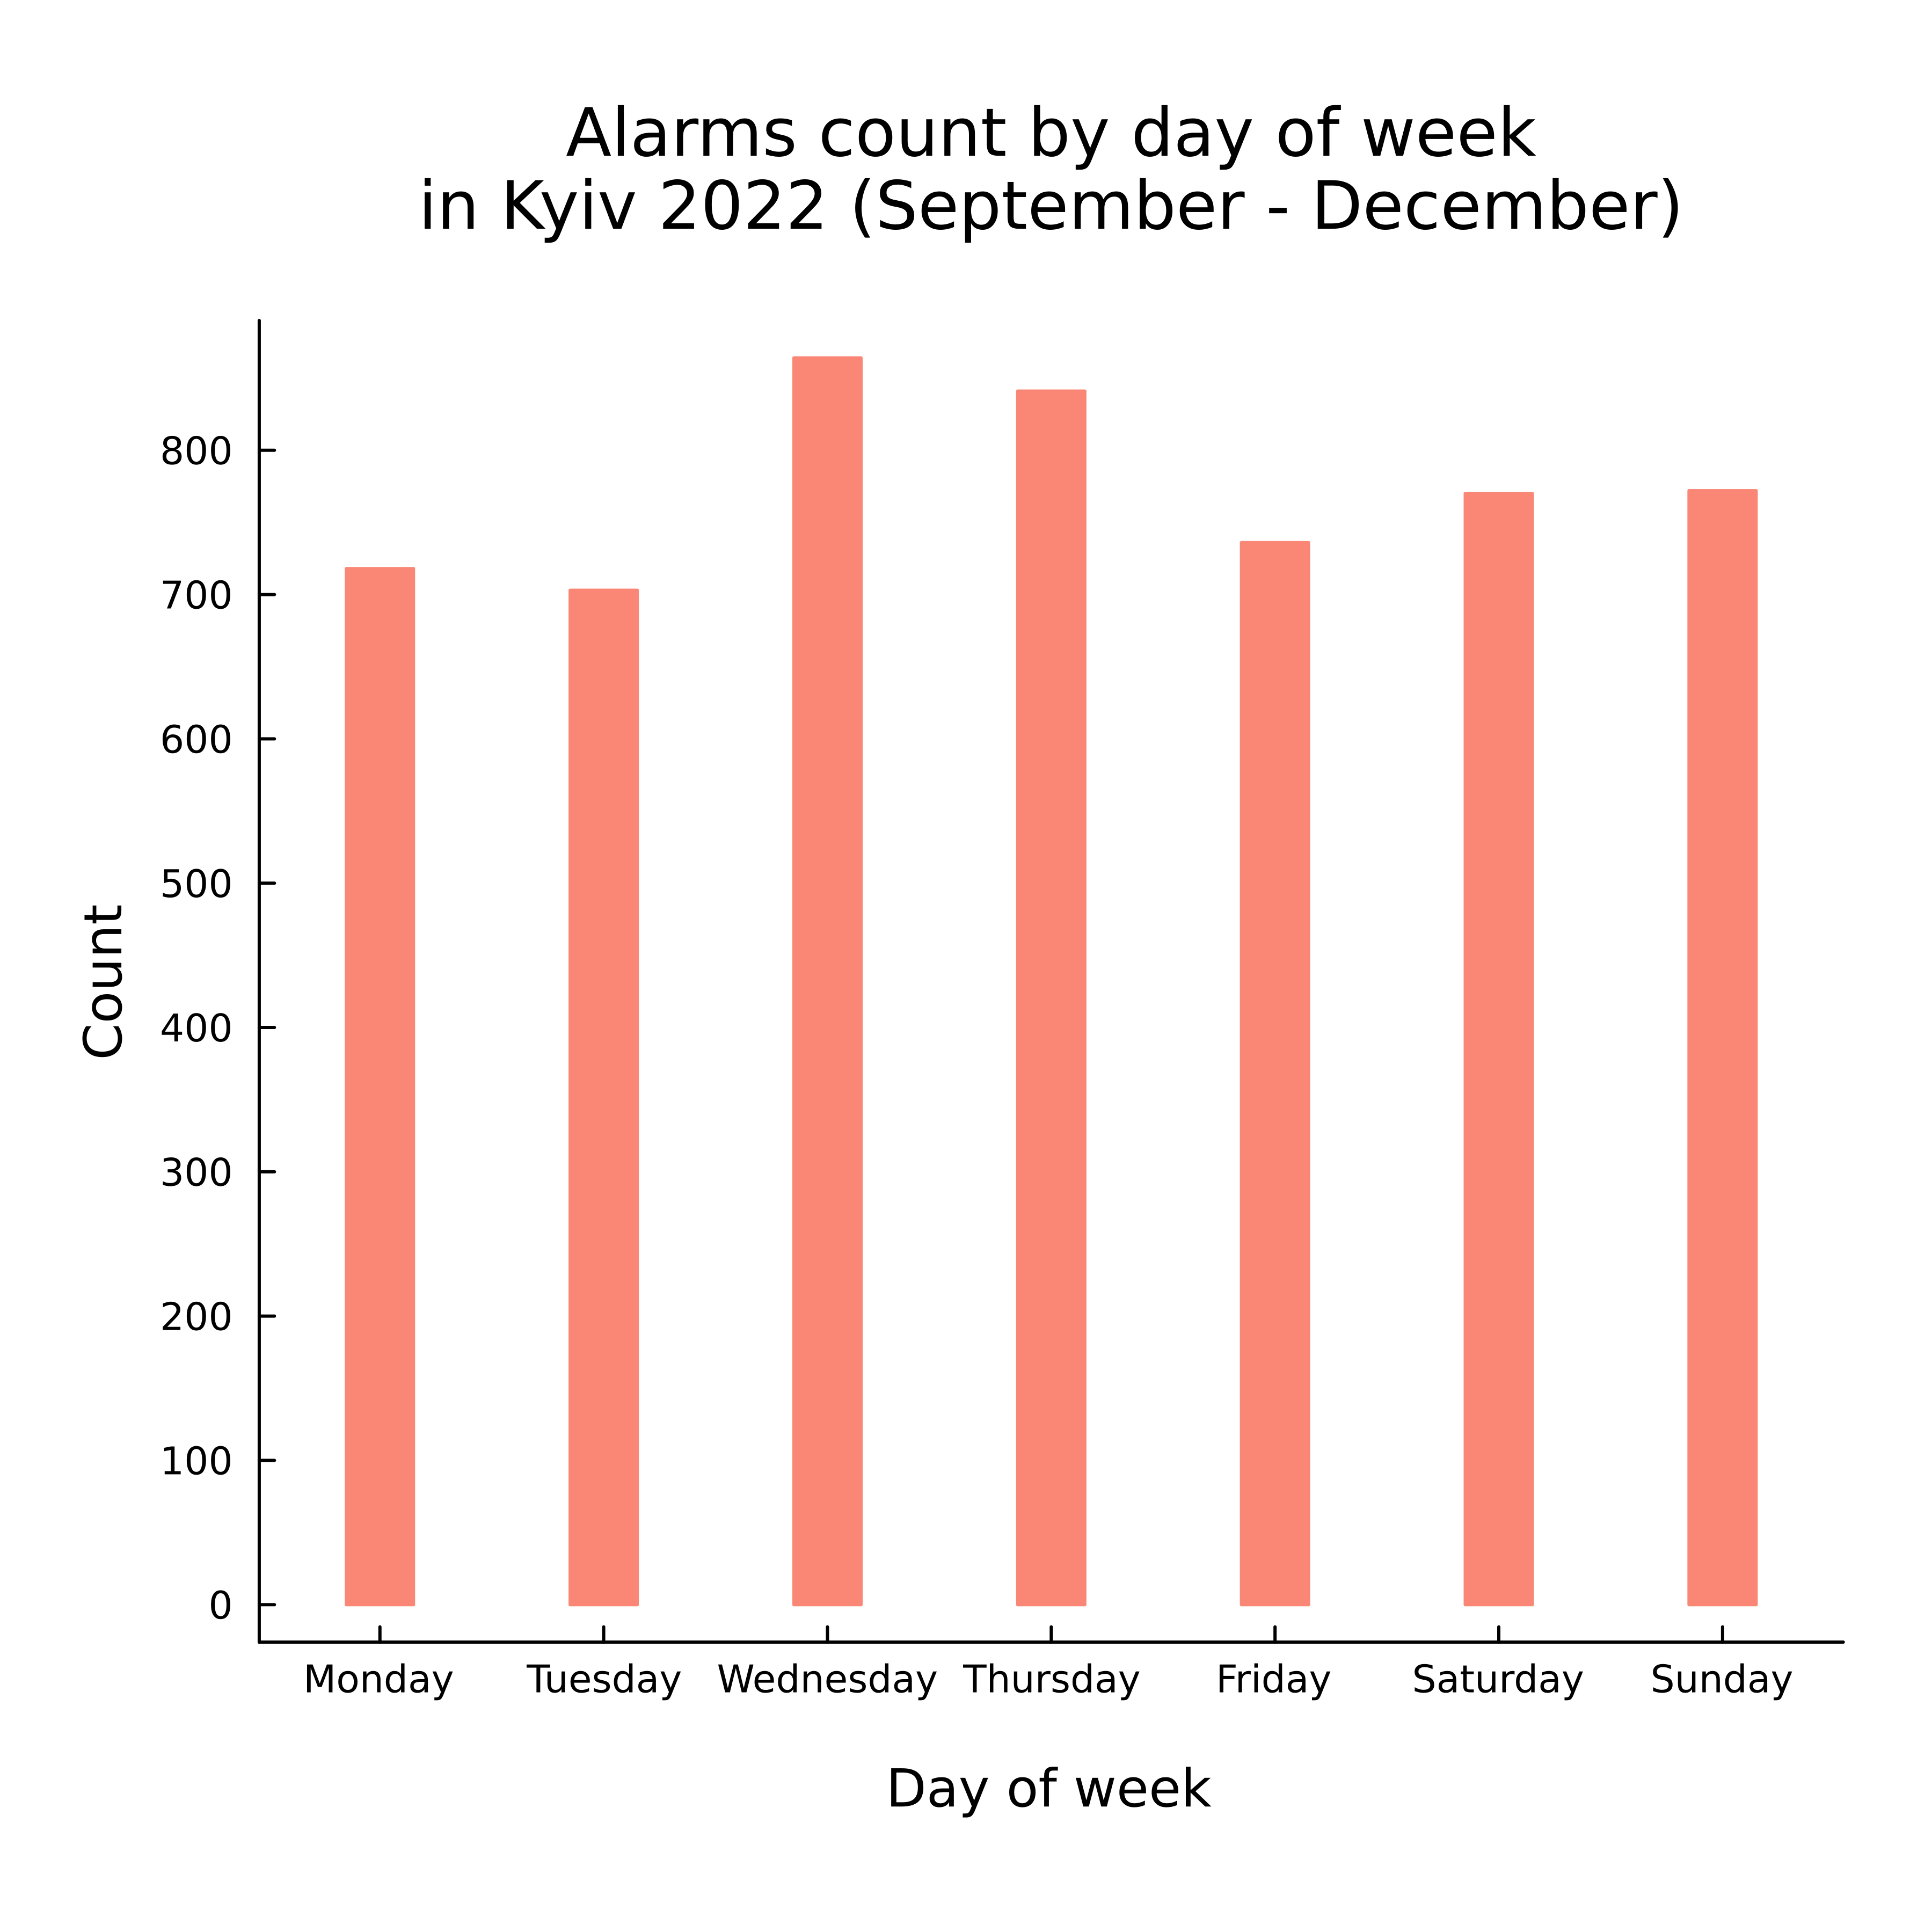 Alarms count by day of week
in Kyiv 2022 (September - December)
800
700
600
500
400
300
200
100
0
Count
Monday Tuesday Wednesday Thursday Friday Saturday Sunday
Day of week